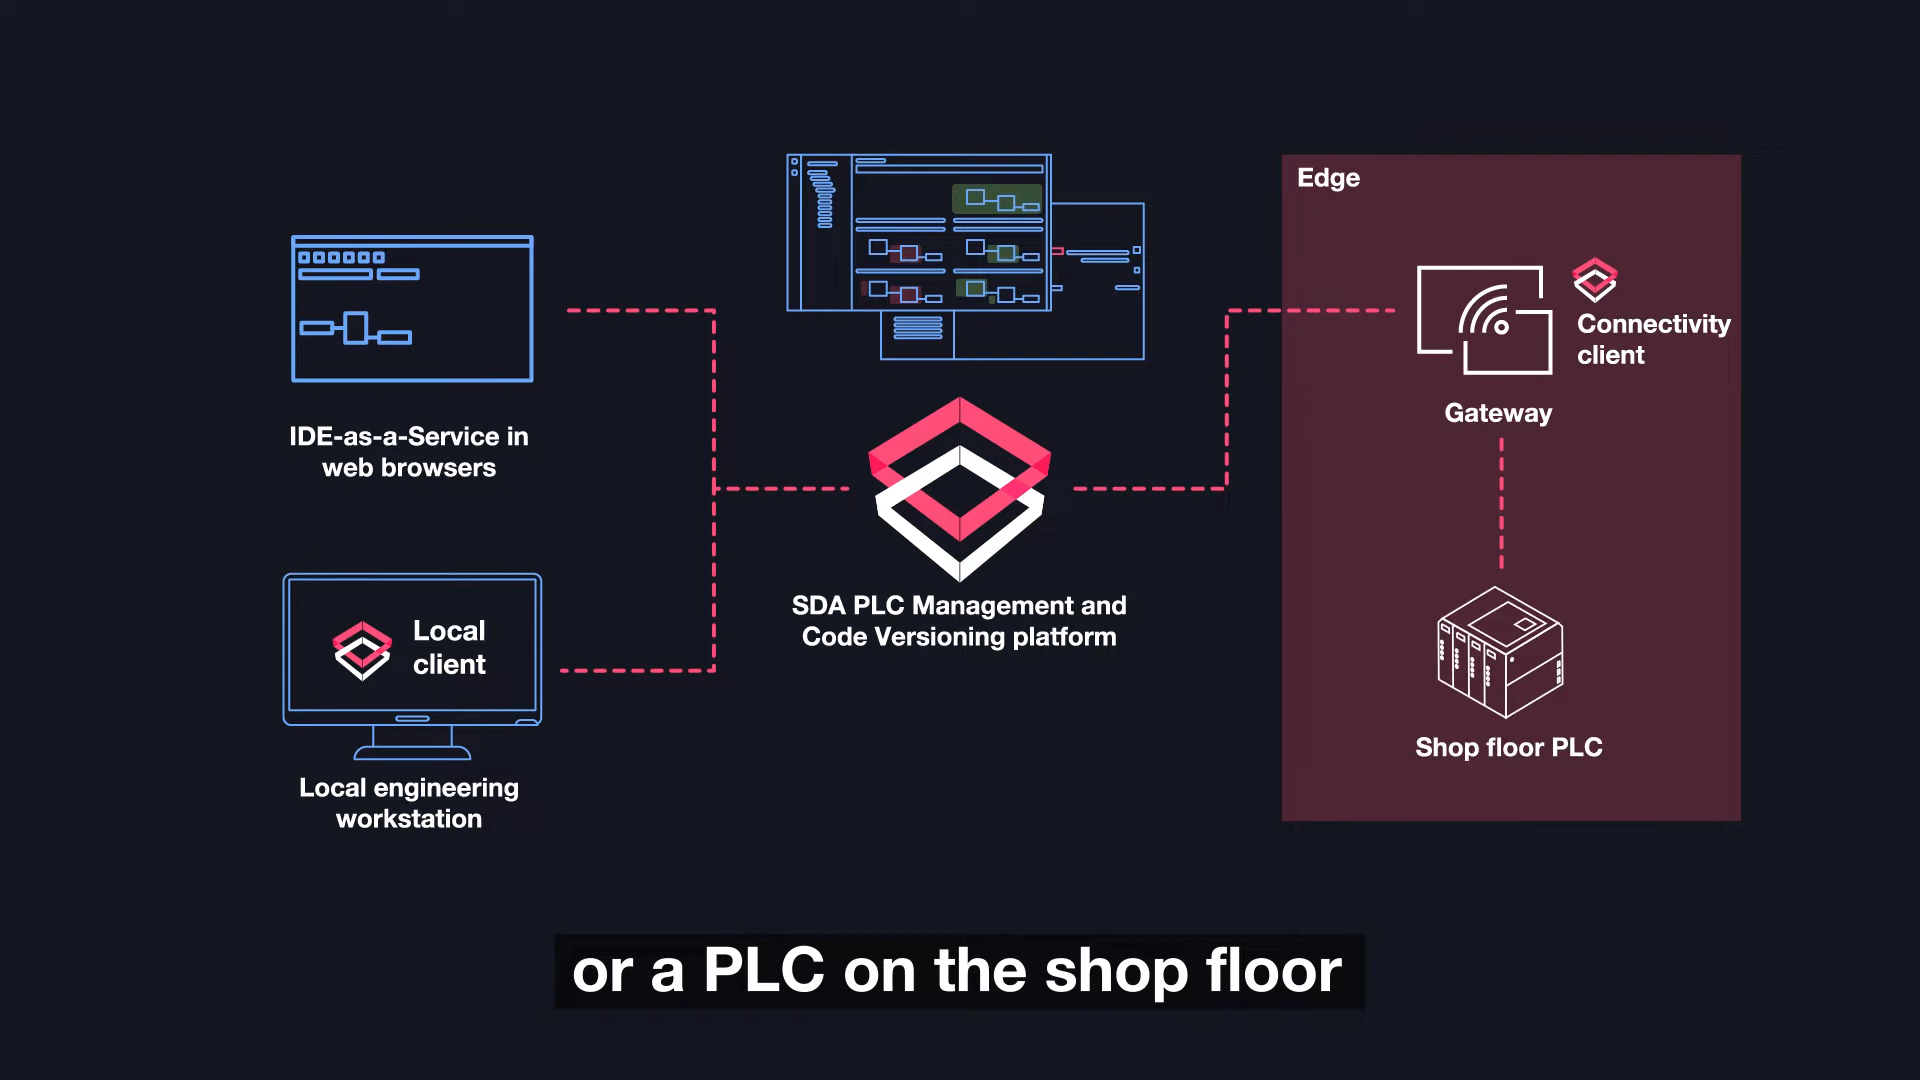 IDE-as-a-Service in
web browsers
Local
client
Local engineering
workstation
SDA PLC Management and
Code Versioning platform
Edge
Connectivity
client
Gateway
Shop floor PLC
or a PLC on the shop floor